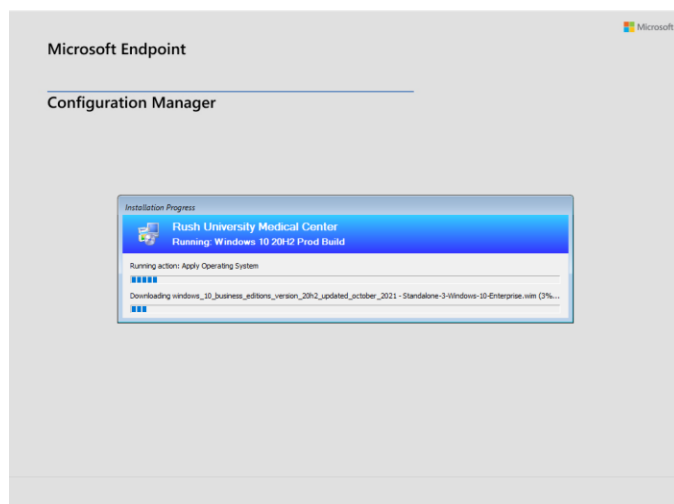 Microsoft
Microsoft Endpoint
Configuration Manager
Installation Progress
Rush University Medical Center
Running: Windows 10 20H2 Prod Build
Running action: Apply Operating System
Downloading windows_10_business_editions_version_20h2_updated_october_2021 - Standalone-3-Windows-10-Enterprise.wim (3%...